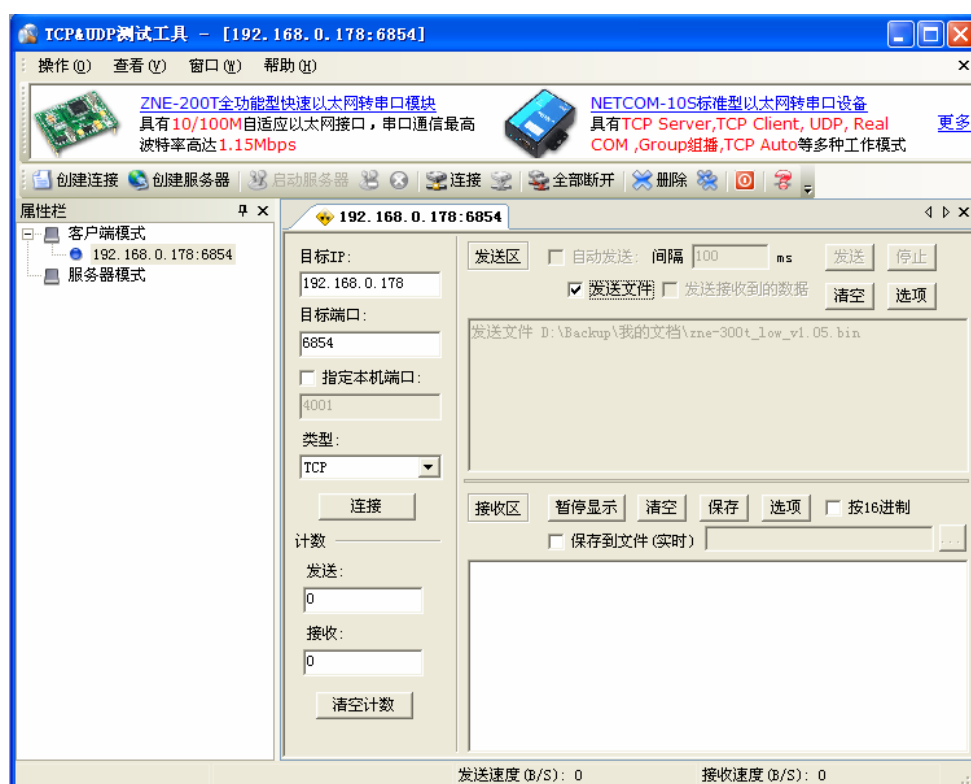 TCP&UDP测试工具 - [192.168.0.178:6854]
操作(O) 查看(V) 窗口(W) 帮助(H)
ZNE-200T全功能型快速以太网转串口模块
具有10/100M自适应以太网接口，串口通信最高
波特率高达1.15Mbps
NETCOM-10S标准型以太网转串口设备
具有TCP Server,TCP Client, UDP, Real
COM ,Group组播,TCP Auto等多种工作模式
更多
创建连接 创建服务器 启动服务器 连接 全部断开 删除
属性栏
客户端模式
192.168.0.178:6854
服务器模式
192.168.0.178:6854
目标IP:
192.168.0.178
目标端口:
6854
指定本机端口:
4001
类型:
TCP
连接
计数
发送:
0
接收:
0
清空计数
发送区 自动发送: 间隔 100 ms 发送 停止
发送文件 发送接收到的数据 清空 选项
发送文件 D:\Backup\我的文档\zne-300t_low_v1.05.bin
接收区 暂停显示 清空 保存 选项 按16进制
保存到文件(实时) ...
发送速度(B/S): 0 接收速度(B/S): 0